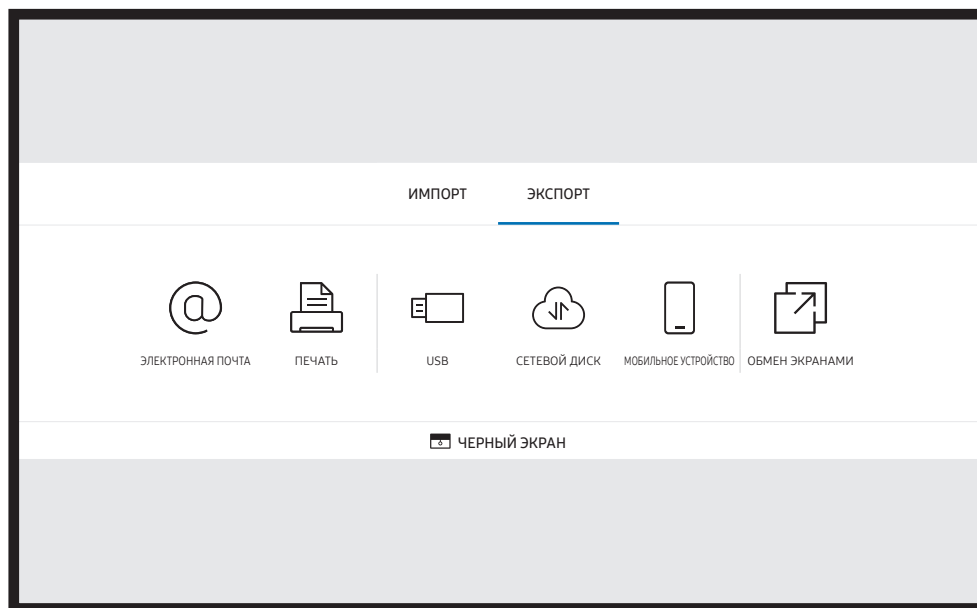 ИМПОРТ ЭКСПОРТ
ЭЛЕКТРОННАЯ ПОЧТА ПЕЧАТЬ USB СЕТЕВОЙ ДИСК МОБИЛЬНОЕ УСТРОЙСТВО ОБМЕН ЭКРАНАМИ
ЧЕРНЫЙ ЭКРАН